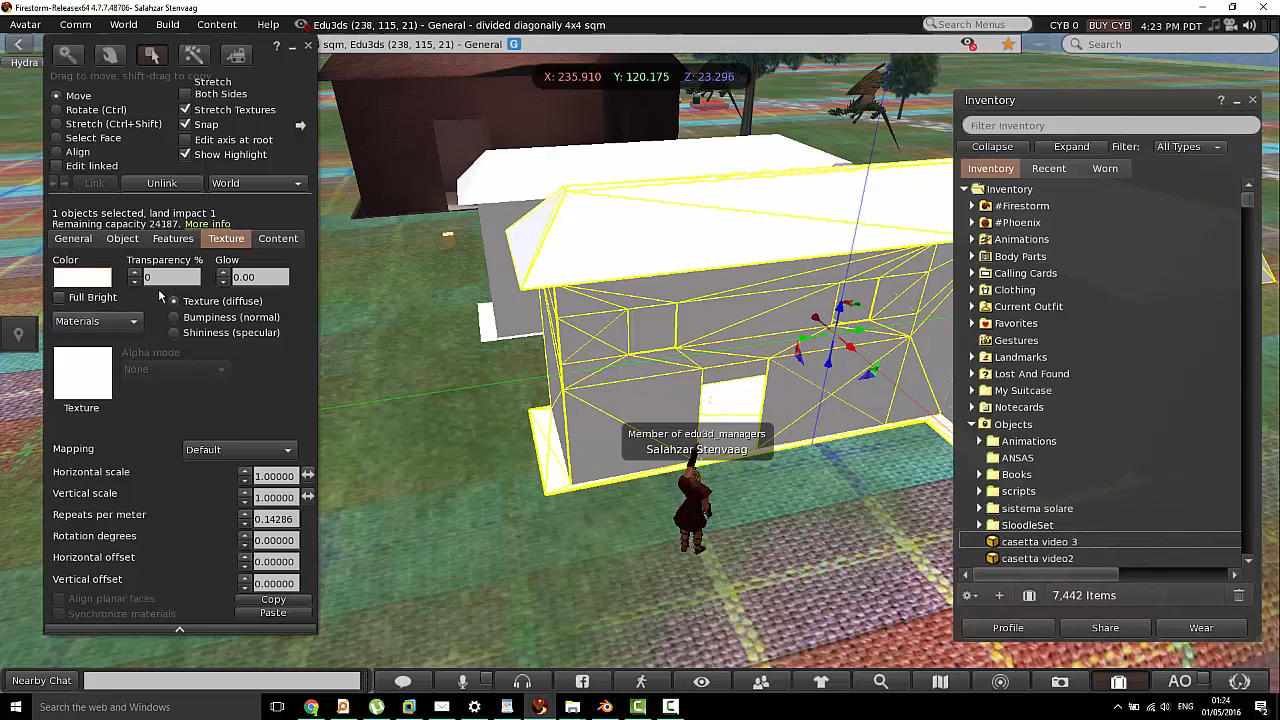 Firestorm-Releasex64 4.7.7.48706- Salahzar Stenvaag
Avatar Comm World Build Content Help Edu3ds (238, 115, 21) - General - divided diagonally 4x4 sqm Search Menus CYB 0 BUY CYB 4:23 PM PDT
4 sqm, Edu3ds (238, 115, 21) - General G Search
Hydra
X: 235.910 Y: 120.175 Z: 23.296
Drag to move, shift-drag to copy
Move
Rotate (Ctrl)
Stretch (Ctrl+Shift)
Select Face
Align
Edit linked
Stretch
Both Sides
Stretch Textures
Snap
Edit axis at root
Show Highlight
Link Unlink World
1 objects selected, land impact 1
Remaining capacity 24187. More info
General Object Features Texture Content
Color Transparency % Glow
0 0.00
Full Bright
Materials
Texture (diffuse)
Bumpiness (normal)
Shininess (specular)
Alpha mode
None
Texture
Mapping Default
Horizontal scale 1.00000
Vertical scale 1.00000
Repeats per meter 0.14286
Rotation degrees 0.00000
Horizontal offset 0.00000
Vertical offset 0.00000
Align planar faces Copy
Synchronize materials Paste
Member of edu3d_managers
Salahzar Stenvaag
Inventory ?
Filter Inventory
Collapse Expand Filter: All Types
Inventory Recent Worn
Inventory
#Firestorm
#Phoenix
Animations
Body Parts
Calling Cards
Clothing
Current Outfit
Favorites
Gestures
Landmarks
Lost And Found
My Suitcase
Notecards
Objects
Animations
ANSAS
Books
scripts
sistema solare
SloodleSet
casetta video 3
casetta video2
7,442 Items
Profile Share Wear
Nearby Chat AO
Search the web and Windows
ENG
01:24
01/05/2016